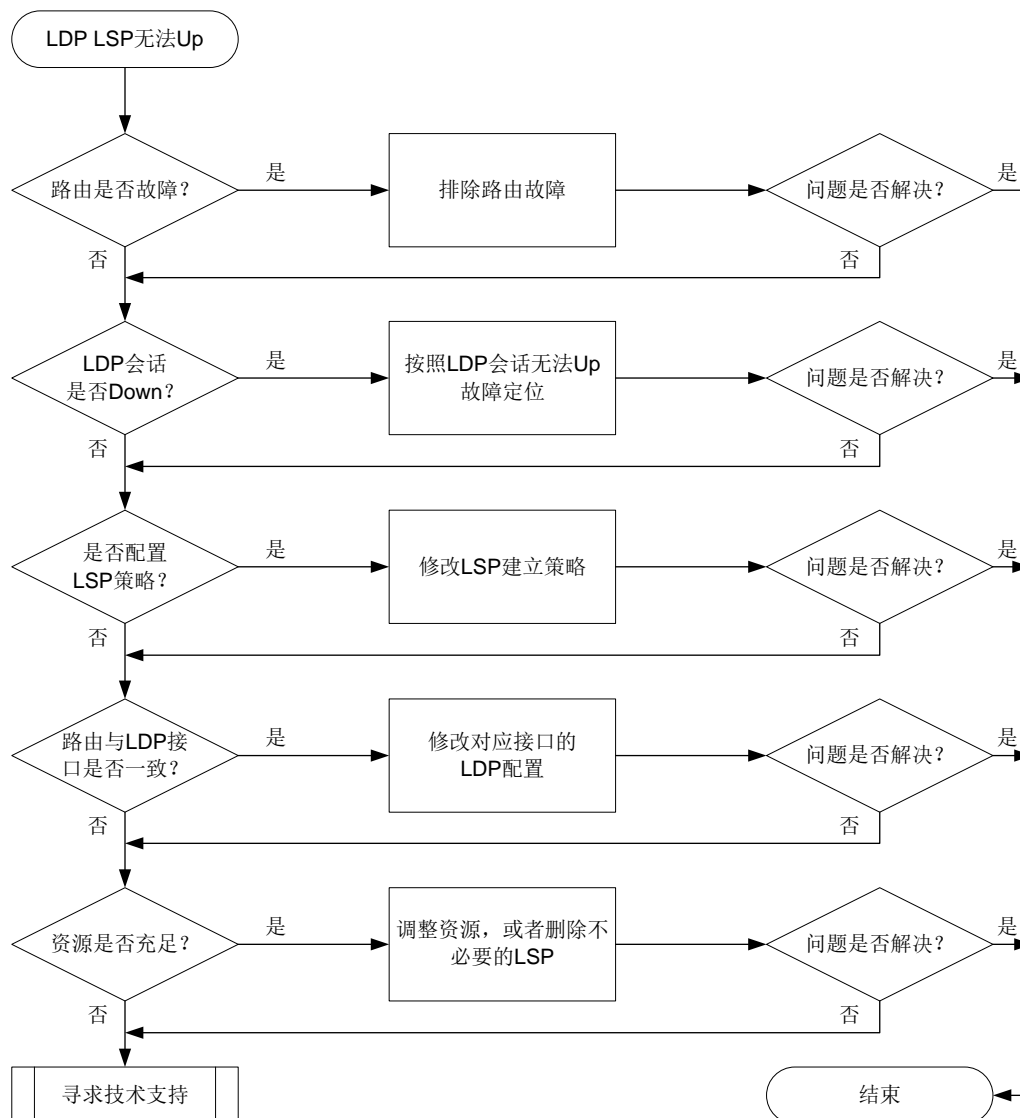 LDP LSP无法Up
路由是否故障？
是
排除路由故障
问题是否解决？
是
否
否
LDP会话
是否Down？
是
按照LDP会话无法Up
故障定位
问题是否解决？
是
否
否
是否配置
LSP策略？
是
修改LSP建立策略
问题是否解决？
是
否
否
路由与LDP接
口是否一致？
是
修改对应接口的
LDP配置
问题是否解决？
是
否
否
资源是否充足？
是
调整资源，或者删除不
必要的LSP
问题是否解决？
是
否
否
寻求技术支持
结束